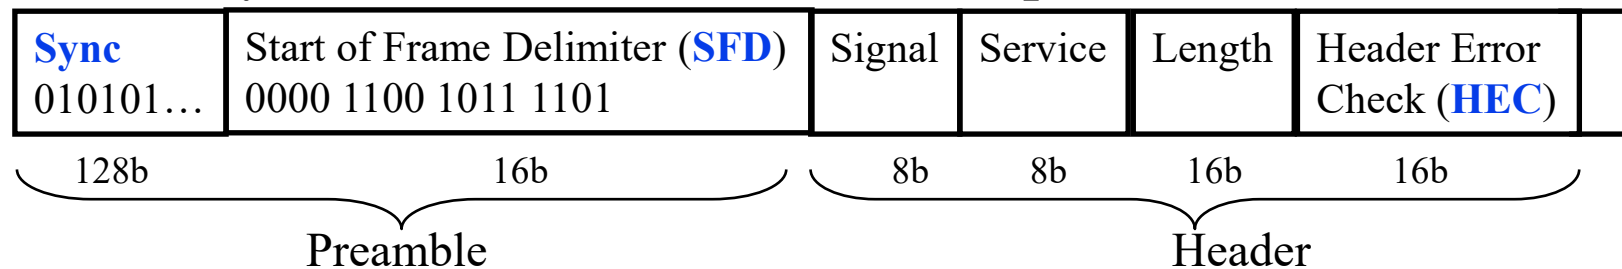 Sync
010101…
Start of Frame Delimiter (SFD)
0000 1100 1011 1101
Signal
Service
Length
Header Error
Check (HEC)
128b
16b
8b
8b
16b
16b
Preamble
Header